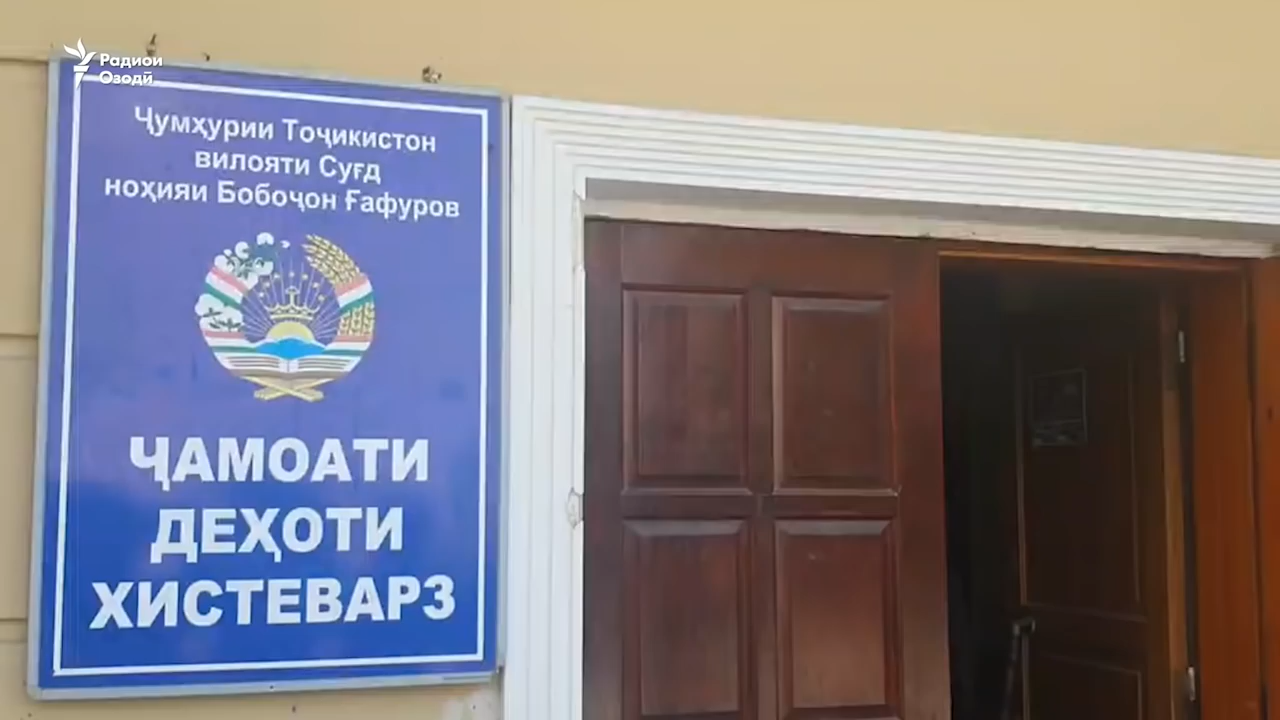 Радиои
Озодӣ
Ҷумҳурии Тоҷикистон
вилояти Суғд
ноҳияи Бобоҷон Ғафуров
ҶАМОАТИ
ДЕҲОТИ
ХИСТЕВАРЗ